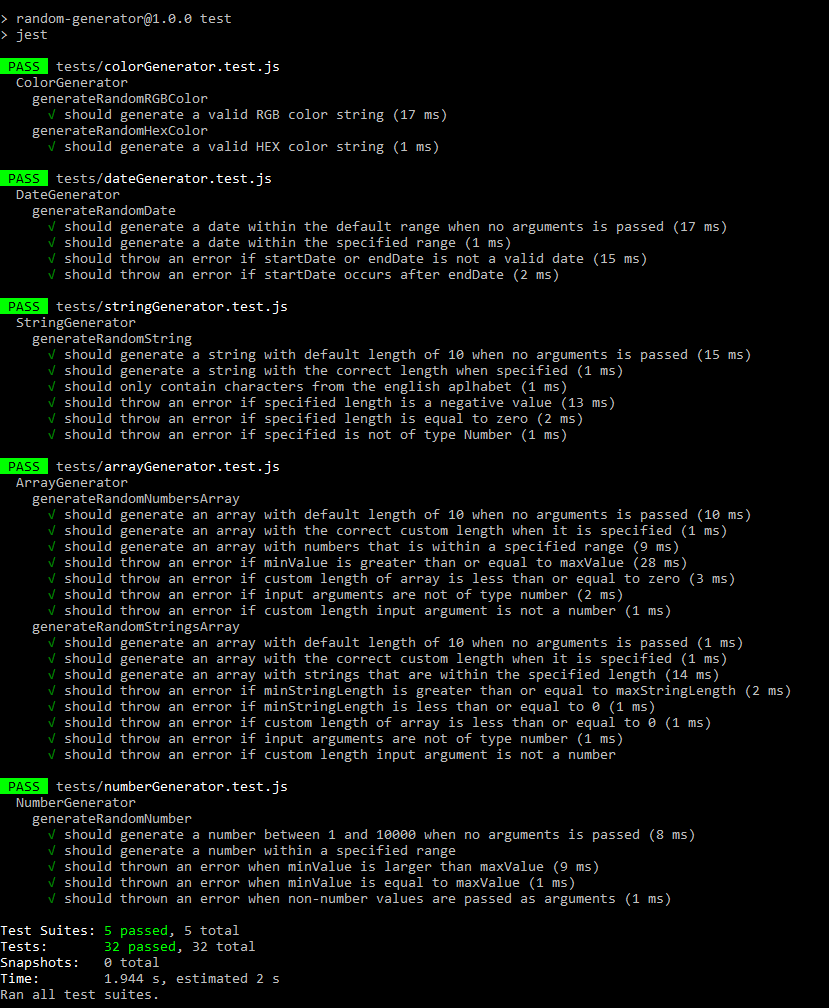 > random-generator@1.0.0 test
> jest
PASS tests/colorGenerator.test.js
ColorGenerator
generateRandomRGBColor
√ should generate a valid RGB color string (17 ms)
generateRandomHexColor
√ should generate a valid HEX color string (1 ms)
PASS tests/dateGenerator.test.js
DateGenerator
generateRandomDate
√ should generate a date within the default range when no arguments is passed (17 ms)
√ should generate a date within the specified range (1 ms)
√ should throw an error if startDate or endDate is not a valid date (15 ms)
√ should throw an error if startDate occurs after endDate (2 ms)
PASS tests/stringGenerator.test.js
StringGenerator
generateRandomString
√ should generate a string with default length of 10 when no arguments is passed (15 ms)
√ should generate a string with the correct length when specified (1 ms)
√ should only contain characters from the english aplhabet (1 ms)
√ should throw an error if specified length is a negative value (13 ms)
√ should throw an error if specified length is equal to zero (2 ms)
√ should throw an error if specified is not of type Number (1 ms)
PASS tests/arrayGenerator.test.js
ArrayGenerator
generateRandomNumbersArray
√ should generate an array with default length of 10 when no arguments is passed (10 ms)
√ should generate an array with the correct custom length when it is specified (1 ms)
√ should generate an array with numbers that is within a specified range (9 ms)
√ should throw an error if minValue is greater than or equal to maxValue (28 ms)
√ should throw an error if custom length of array is less than or equal to zero (3 ms)
√ should throw an error if input arguments are not of type number (2 ms)
√ should throw an error if custom length input argument is not a number (1 ms)
generateRandomStringsArray
√ should generate an array with default length of 10 when no arguments is passed (1 ms)
√ should generate an array with the correct custom length when it is specified (1 ms)
√ should generate an array with strings that are within the specified length (14 ms)
√ should throw an error if minStringLength is greater than or equal to maxStringLength (2 ms)
√ should throw an error if minStringLength is less than or equal to 0 (1 ms)
√ should throw an error if custom length of array is less than or equal to 0 (1 ms)
√ should throw an error if input arguments are not of type number (1 ms)
√ should throw an error if custom length input argument is not a number
PASS tests/numberGenerator.test.js
NumberGenerator
generateRandomNumber
√ should generate a number between 1 and 10000 when no arguments is passed (8 ms)
√ should generate a number within a specified range
√ should thrown an error when minValue is larger than maxValue (9 ms)
√ should thrown an error when minValue is equal to maxValue (1 ms)
√ should thrown an error when non-number values are passed as arguments (1 ms)
Test Suites: 5 passed, 5 total
Tests: 32 passed, 32 total
Snapshots: 0 total
Time: 1.944 s, estimated 2 s
Ran all test suites.